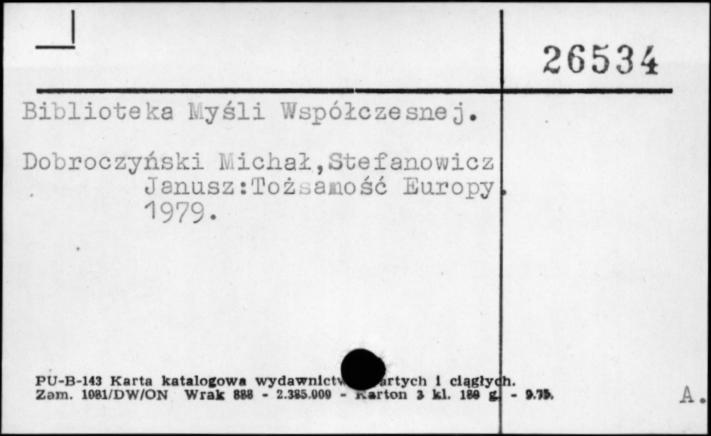 26534
Biblioteka Myśli Współczesnej.
Dobroczyński Michał,Stefanowicz
Janusz:Tożsamość Europy.
1979.
PU-B-143 Karta katalogowa wydawnictw zwartych i ciągłych.
Zam. 1081/DW/ON Wrak 888 - 2.385.000 - Karton 3 kl. 180 g. - 9.75.
A.